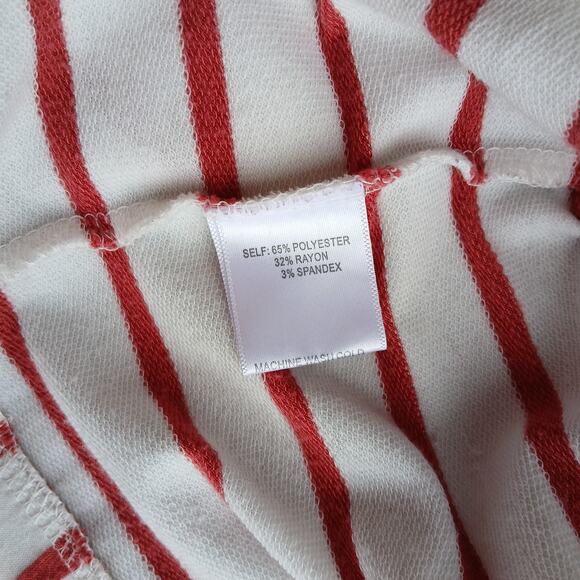 SELF: 65% POLYESTER
32% RAYON
3% SPANDEX
MACHINE WASH COLD